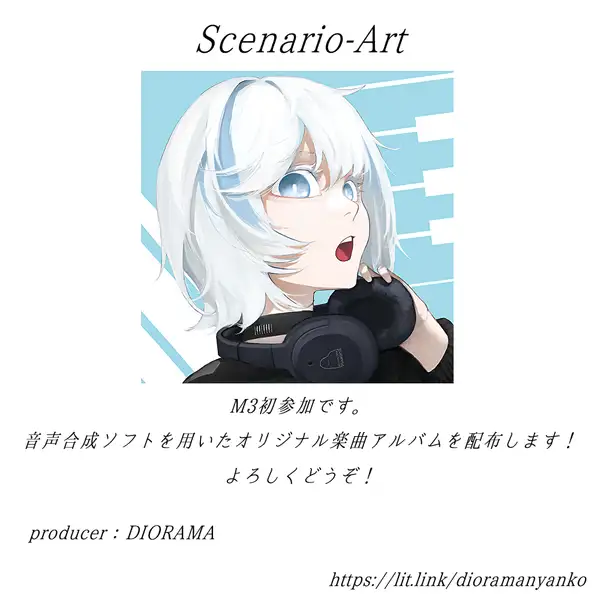 Scenario-Art
M3初参加です。
音声合成ソフトを用いたオリジナル楽曲アルバムを配布します！
よろしくどうぞ！
producer：DIORAMA
https://lit.link/dioramanyanko